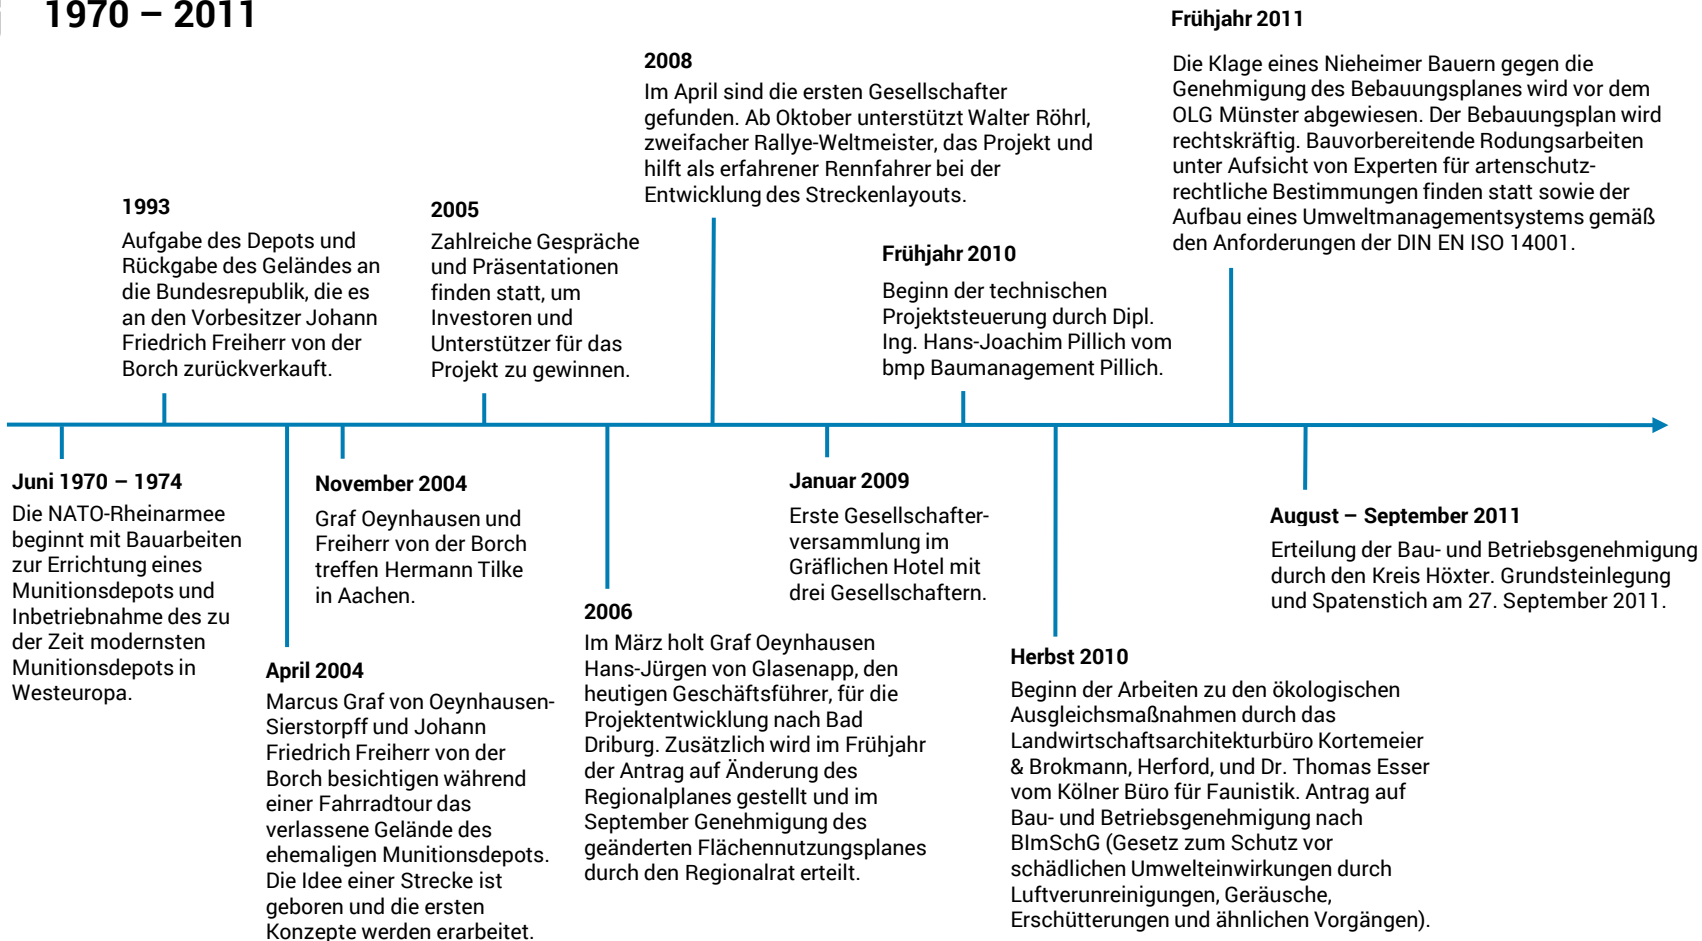 1970 – 2011
Juni 1970 – 1974
Die NATO-Rheinarmee
beginnt mit Bauarbeiten
zur Errichtung eines
Munitionsdepots und
Inbetriebnahme des zu
der Zeit modernsten
Munitionsdepots in
Westeuropa.
1993
Aufgabe des Depots und
Rückgabe des Geländes an
die Bundesrepublik, die es
an den Vorbesitzer Johann
Friedrich Freiherr von der
Borch zurückverkauft.
April 2004
Marcus Graf von Oeynhausen-
Sierstorpff und Johann
Friedrich Freiherr von der
Borch besichtigen während
einer Fahrradtour das
verlassene Gelände des
ehemaligen Munitionsdepots.
Die Idee einer Strecke ist
geboren und die ersten
Konzepte werden erarbeitet.
November 2004
Graf Oeynhausen und
Freiherr von der Borch
treffen Hermann Tilke
in Aachen.
2005
Zahlreiche Gespräche
und Präsentationen
finden statt, um
Investoren und
Unterstützer für das
Projekt zu gewinnen.
2006
Im März holt Graf Oeynhausen
Hans-Jürgen von Glasenapp, den
heutigen Geschäftsführer, für die
Projektentwicklung nach Bad
Driburg. Zusätzlich wird im Frühjahr
der Antrag auf Änderung des
Regionalplanes gestellt und im
September Genehmigung des
geänderten Flächennutzungsplanes
durch den Regionalrat erteilt.
2008
Im April sind die ersten Gesellschafter
gefunden. Ab Oktober unterstützt Walter Röhrl,
zweifacher Rallye-Weltmeister, das Projekt und
hilft als erfahrener Rennfahrer bei der
Entwicklung des Streckenlayouts.
Januar 2009
Erste Gesellschafter-
versammlung im
Gräflichen Hotel mit
drei Gesellschaftern.
Frühjahr 2010
Beginn der technischen
Projektsteuerung durch Dipl.
Ing. Hans-Joachim Pillich vom
bmp Baumanagement Pillich.
Herbst 2010
Beginn der Arbeiten zu den ökologischen
Ausgleichsmaßnahmen durch das
Landwirtschaftsarchitekturbüro Kortemeier
& Brokmann, Herford, und Dr. Thomas Esser
vom Kölner Büro für Faunistik. Antrag auf
Bau- und Betriebsgenehmigung nach
BImSchG (Gesetz zum Schutz vor
schädlichen Umwelteinwirkungen durch
Luftverunreinigungen, Geräusche,
Erschütterungen und ähnlichen Vorgängen).
Frühjahr 2011
Die Klage eines Nieheimer Bauern gegen die
Genehmigung des Bebauungsplanes wird vor dem
OLG Münster abgewiesen. Der Bebauungsplan wird
rechtskräftig. Bauvorbereitende Rodungsarbeiten
unter Aufsicht von Experten für artenschutz-
rechtliche Bestimmungen finden statt sowie der
Aufbau eines Umweltmanagementsystems gemäß
den Anforderungen der DIN EN ISO 14001.
August – September 2011
Erteilung der Bau- und Betriebsgenehmigung
durch den Kreis Höxter. Grundsteinlegung
und Spatenstich am 27. September 2011.